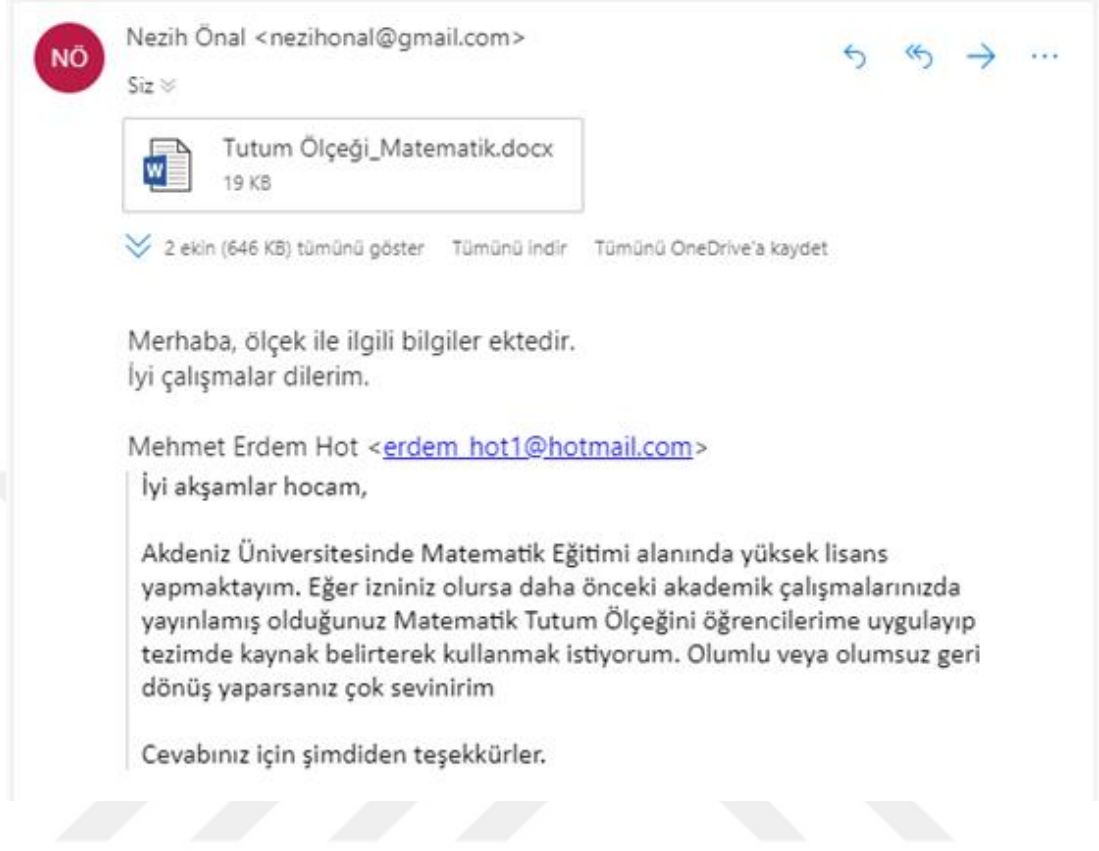 NÖ
Nezih Önal <nezihonal@gmail.com>
Siz
W
Tutum Ölçeği_Matematik.docx
19 KB
2 ekin (646 KB) tümünü göster Tümünü indir Tümünü OneDrive'a kaydet
Merhaba, ölçek ile ilgili bilgiler ektedir.
İyi çalışmalar dilerim.
Mehmet Erdem Hot <erdem_hot1@hotmail.com>
İyi akşamlar hocam,
Akdeniz Üniversitesinde Matematik Eğitimi alanında yüksek lisans
yapmaktayım. Eğer izniniz olursa daha önceki akademik çalışmalarınızda
yayınlamış olduğunuz Matematik Tutum Ölçeğini öğrencilerime uygulayıp
tezimde kaynak belirterek kullanmak istiyorum. Olumlu veya olumsuz geri
dönüş yaparsanız çok sevinirim
Cevabınız için şimdiden teşekkürler.